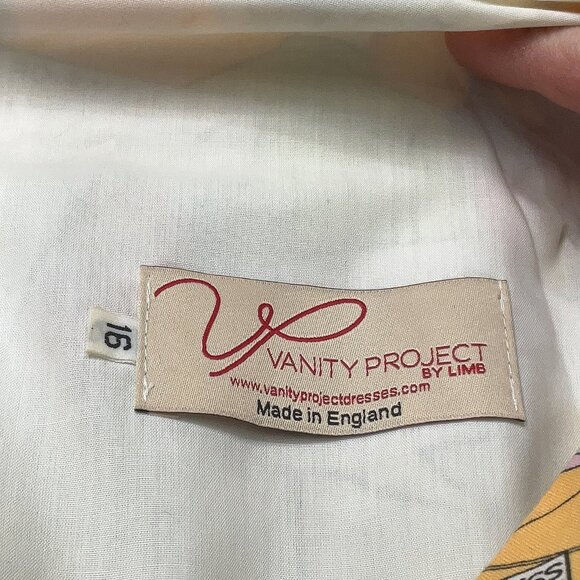 VANITY PROJECT
BY LIMB
www.vanityprojectdresses.com
Made in England
16